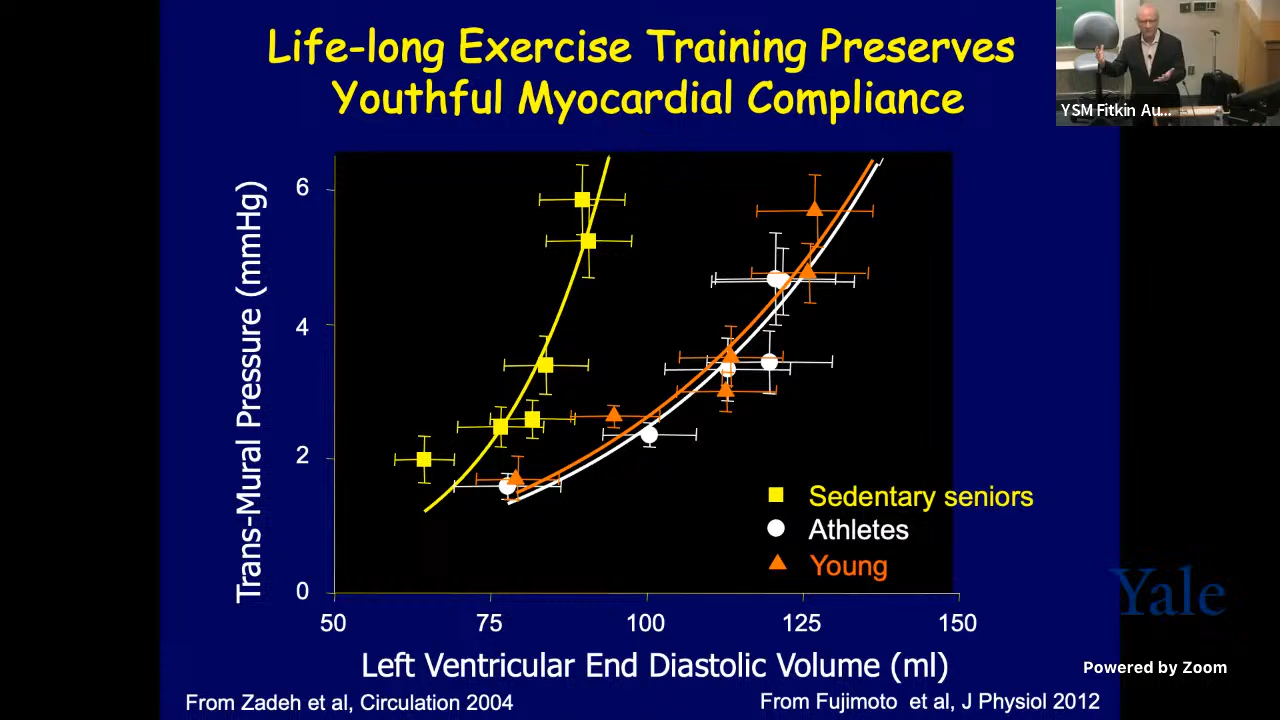 Life-long Exercise Training Preserves
Youthful Myocardial Compliance
YSM Fitkin Au...
Trans-Mural Pressure (mmHg)
6
4
2
0
50 75 100 125 150
Sedentary seniors
Athletes
Young
Left Ventricular End Diastolic Volume (ml)
From Zadeh et al, Circulation 2004
From Fujimoto et al, J Physiol 2012
Yale
Powered by Zoom